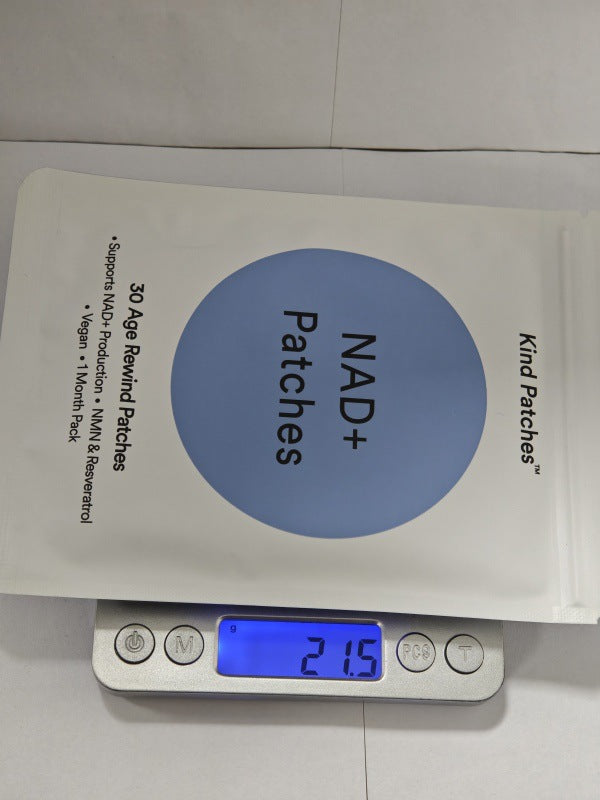 Kind Patches™
NAD+
Patches
30 Age Rewind Patches
• Supports NAD+ Production • NMN & Resveratrol
• Vegan • 1 Month Pack
M
g
21.5
PCS
T